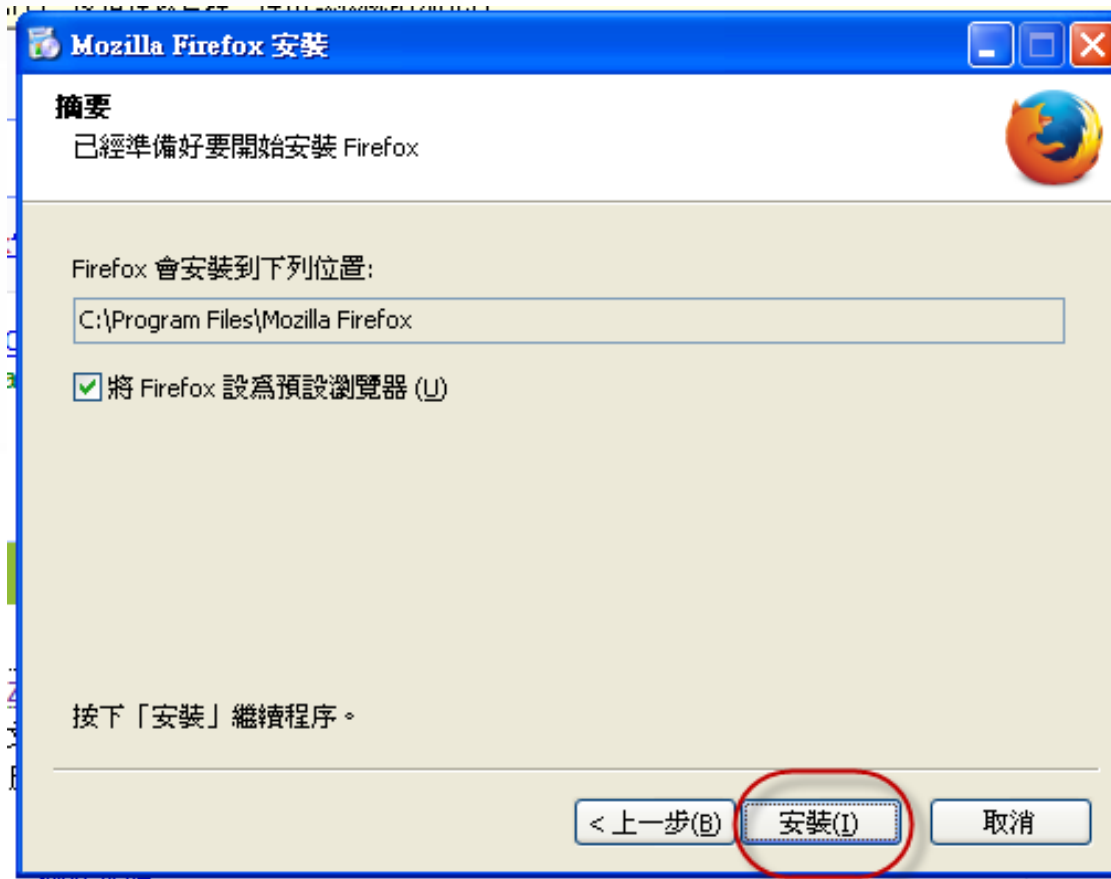 Mozilla Firefox 安裝
摘要
已經準備好要開始安裝 Firefox
Firefox 會安裝到下列位置:
C:\Program Files\Mozilla Firefox
將 Firefox 設為預設瀏覽器 (U)
按下「安裝」繼續程序。
< 上一步(B)
安裝(I)
取消